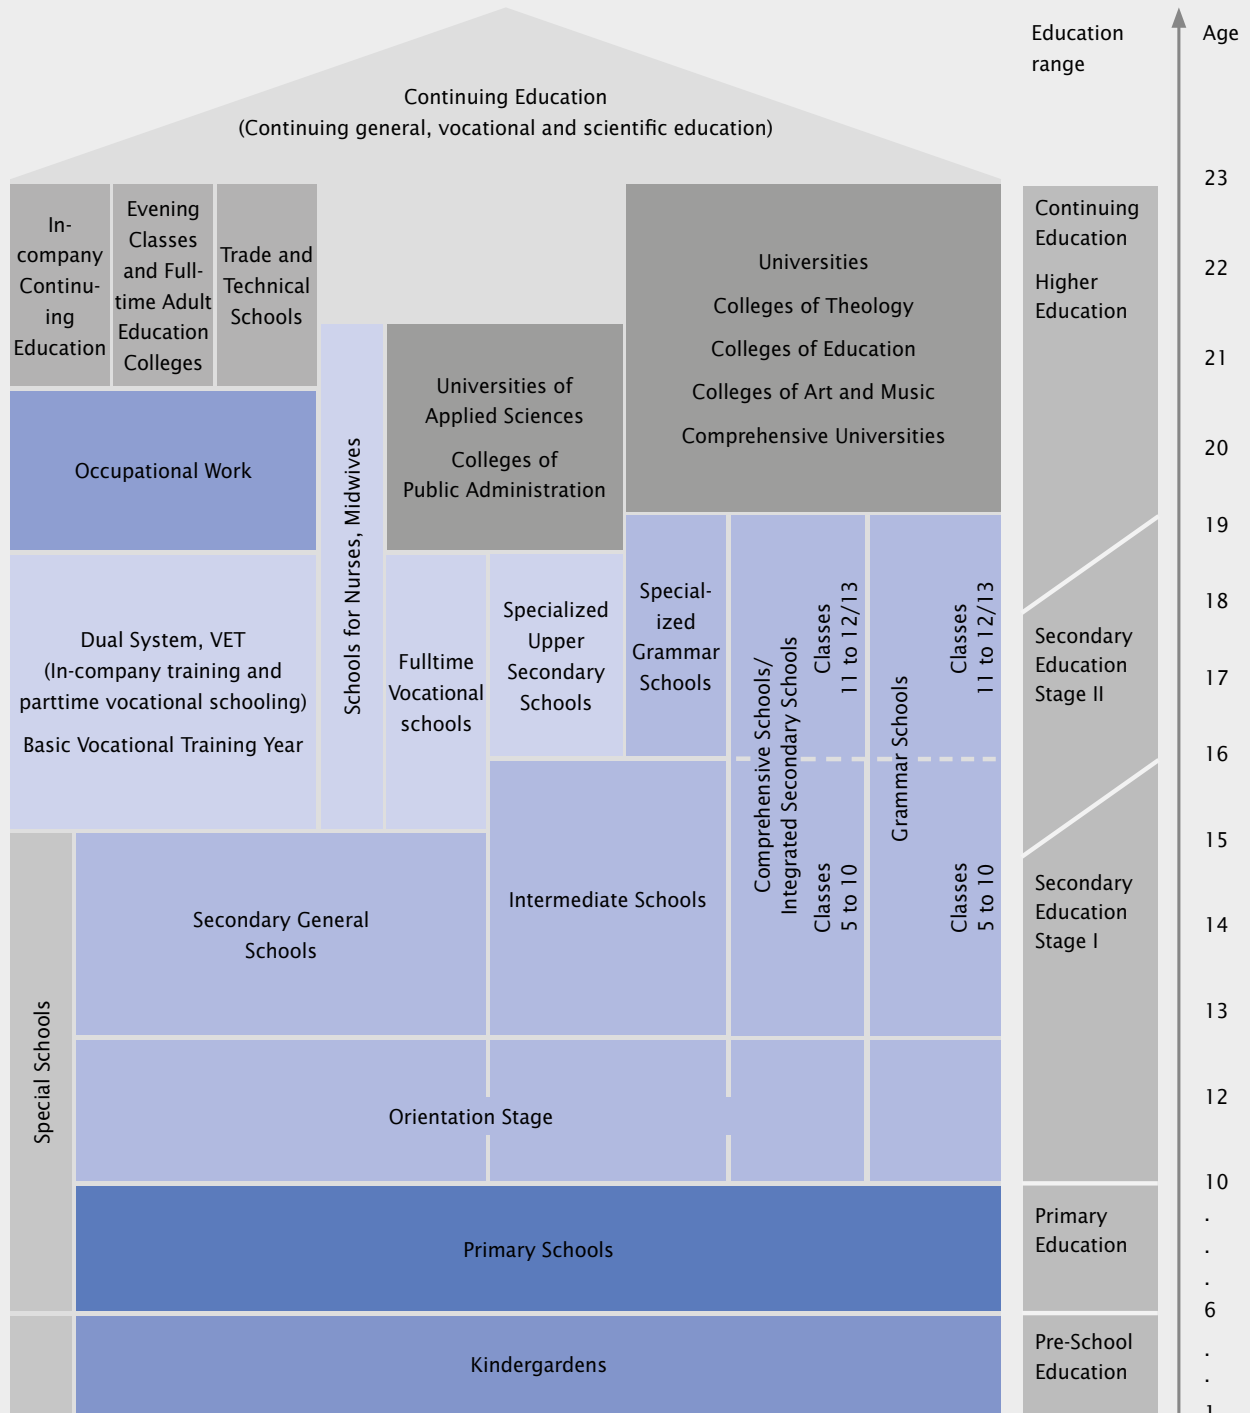 Education
range
Age
Continuing Education
(Continuing general, vocational and scientific education)
In-
company
Continu-
ing
Education
Evening
Classes
and Full-
time Adult
Education
Colleges
Trade and
Technical
Schools
Universities
Colleges of Theology
Colleges of Education
Colleges of Art and Music
Comprehensive Universities
Continuing
Education
Higher
Education
23
22
21
20
19
18
17
16
15
14
13
12
10
.
.
.
6
.
.
1
Occupational Work
Schools for Nurses, Midwives
Universities of
Applied Sciences
Colleges of
Public Administration
Dual System, VET
(In-company training and
parttime vocational schooling)
Basic Vocational Training Year
Fulltime
Vocational
schools
Specialized
Upper
Secondary
Schools
Special-
ized
Grammar
Schools
Comprehensive Schools/
Integrated Secondary Schools
Classes
11 to 12/13
Classes
5 to 10
Grammar Schools
Classes
11 to 12/13
Classes
5 to 10
Secondary
Education
Stage II
Secondary General
Schools
Intermediate Schools
Secondary
Education
Stage I
Special Schools
Orientation Stage
Primary Schools
Primary
Education
Kindergardens
Pre-School
Education